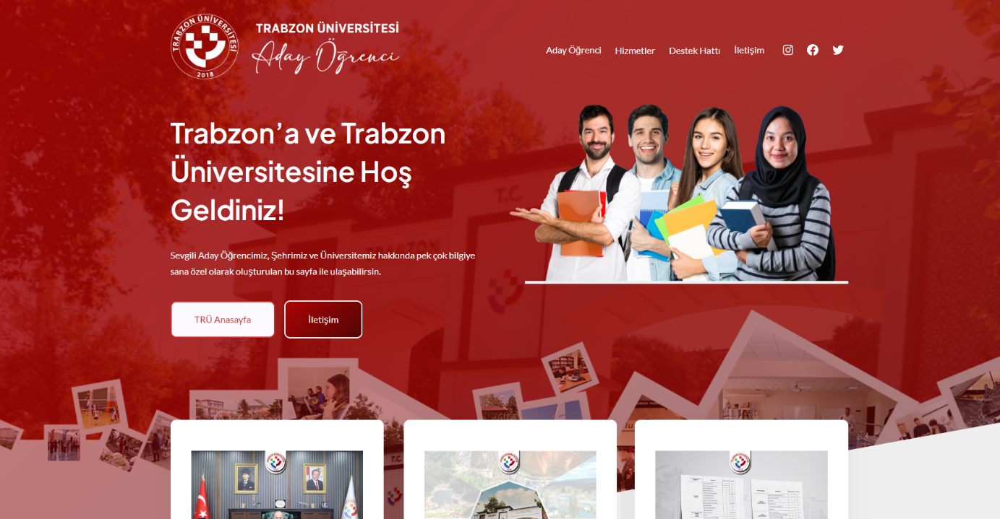 TRABZON ÜNİVERSİTESİ
2018
TRABZON ÜNİVERSİTESİ
Aday Öğrenci
Aday Öğrenci
Hizmetler
Destek Hattı
İletişim
Trabzon’a ve Trabzon
Üniversitesine Hoş
Geldiniz!
Sevgili Aday Öğrencimiz, Şehrimiz ve Üniversitemiz hakkında pek çok bilgiye
sana özel olarak oluşturulan bu sayfa ile ulaşabilirsin.
TRÜ Anasayfa
İletişim
T.C.
TRABZON
T.C.